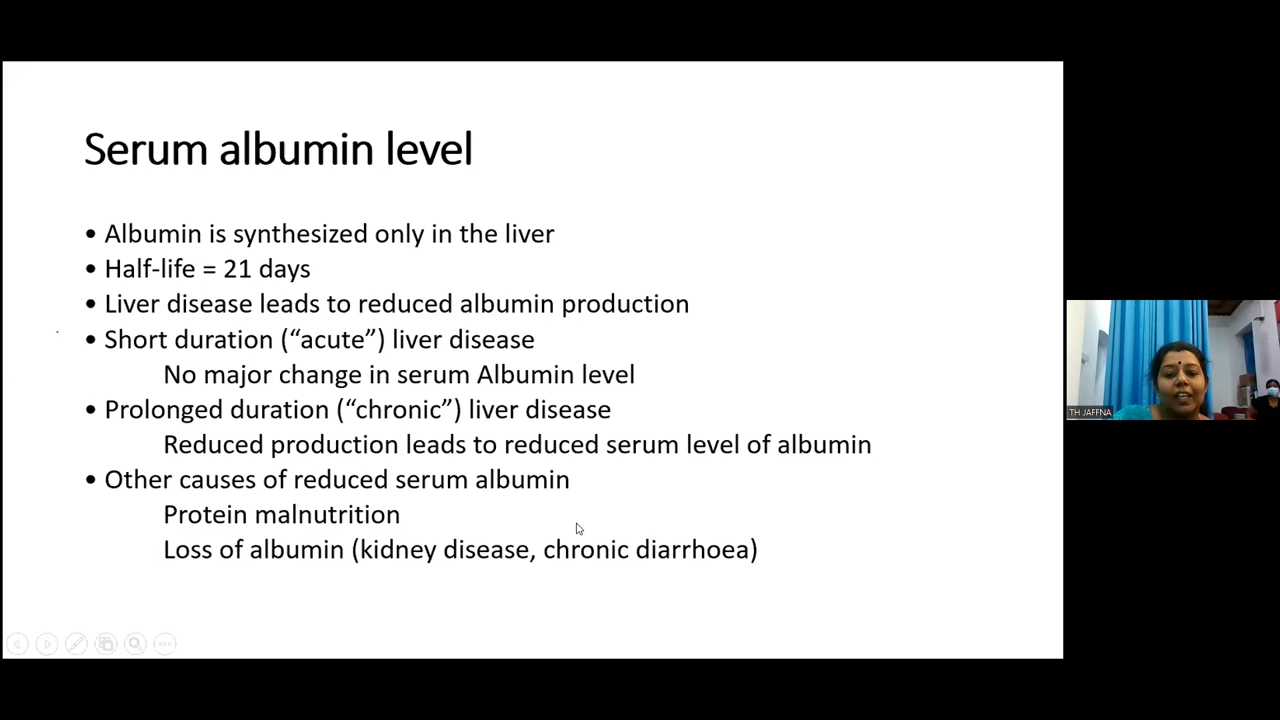 Serum albumin level
• Albumin is synthesized only in the liver
• Half-life = 21 days
• Liver disease leads to reduced albumin production
• Short duration (“acute”) liver disease
No major change in serum Albumin level
• Prolonged duration (“chronic”) liver disease
Reduced production leads to reduced serum level of albumin
• Other causes of reduced serum albumin
Protein malnutrition
Loss of albumin (kidney disease, chronic diarrhoea)
TH JAFFNA